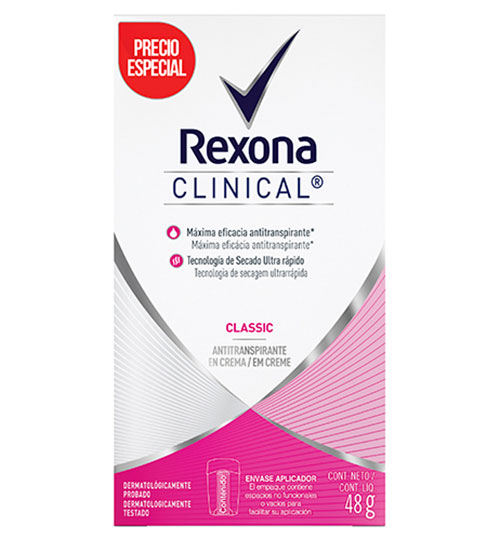 PRECIO
ESPECIAL
Rexona
CLINICAL®
Máxima eficacia antitranspirante*
Máxima eficácia antitranspirante*
Tecnología de Secado Ultra rápido
Tecnologia de secagem ultrarrápida
CLASSIC
ANTITRANSPIRANTE
EN CREMA / EM CREME
DERMATOLÓGICAMENTE
PROBADO
DERMATOLOGICAMENTE
TESTADO
Contenido
ENVASE APLICADOR
El empaque contiene
espacios no funcionales
o vacíos para
facilitar su aplicación
CONT. NETO /
CONT. LIQ.
48 g